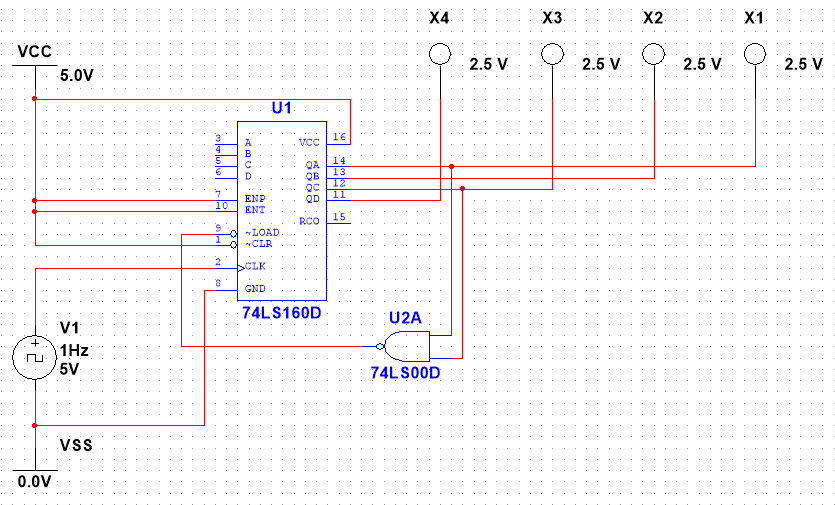 X4 X3 X2 X1
2.5 V 2.5 V 2.5 V 2.5 V
VCC
5.0V
U1
3 A VCC 16
4 B
5 C QA 14
6 D QB 13
QC 12
7 ENP QD 11
10 ENT
RCO 15
9 ~LOAD
1 ~CLR
2 CLK
8 GND
74LS160D
U2A
74LS00D
V1
1Hz
5V
VSS
0.0V